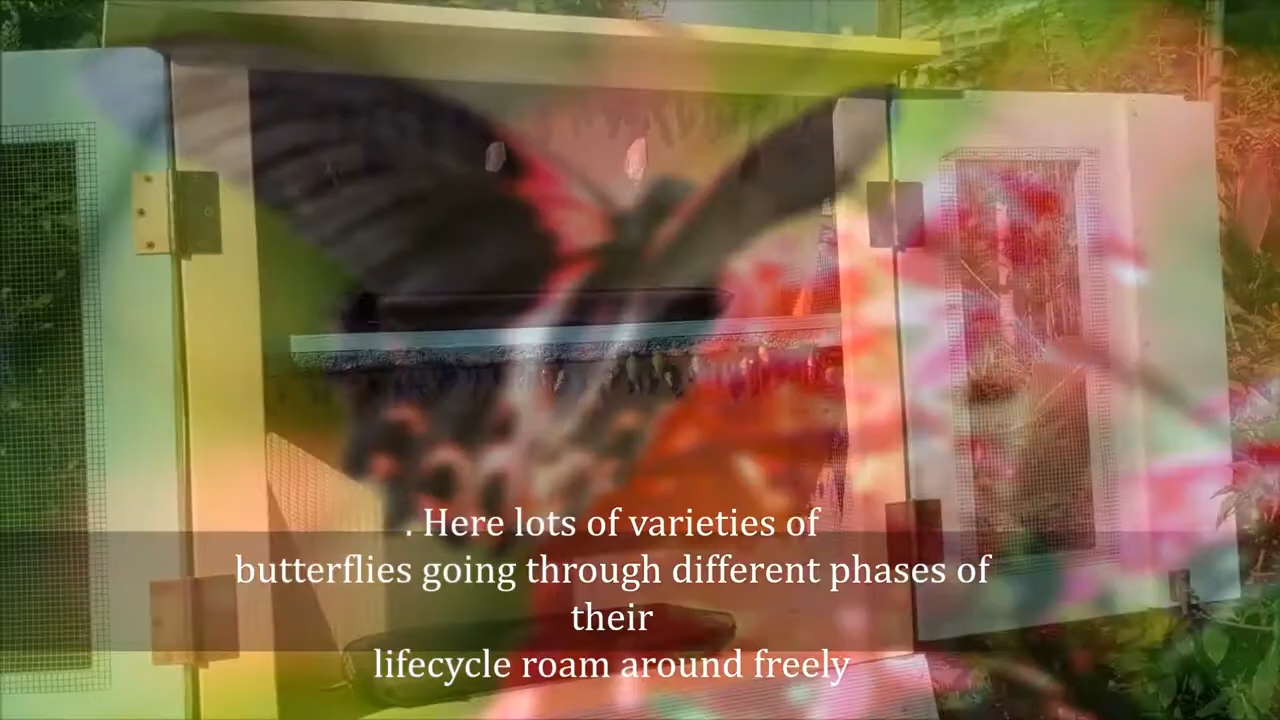 . Here lots of varieties of
butterflies going through different phases of
their
lifecycle roam around freely